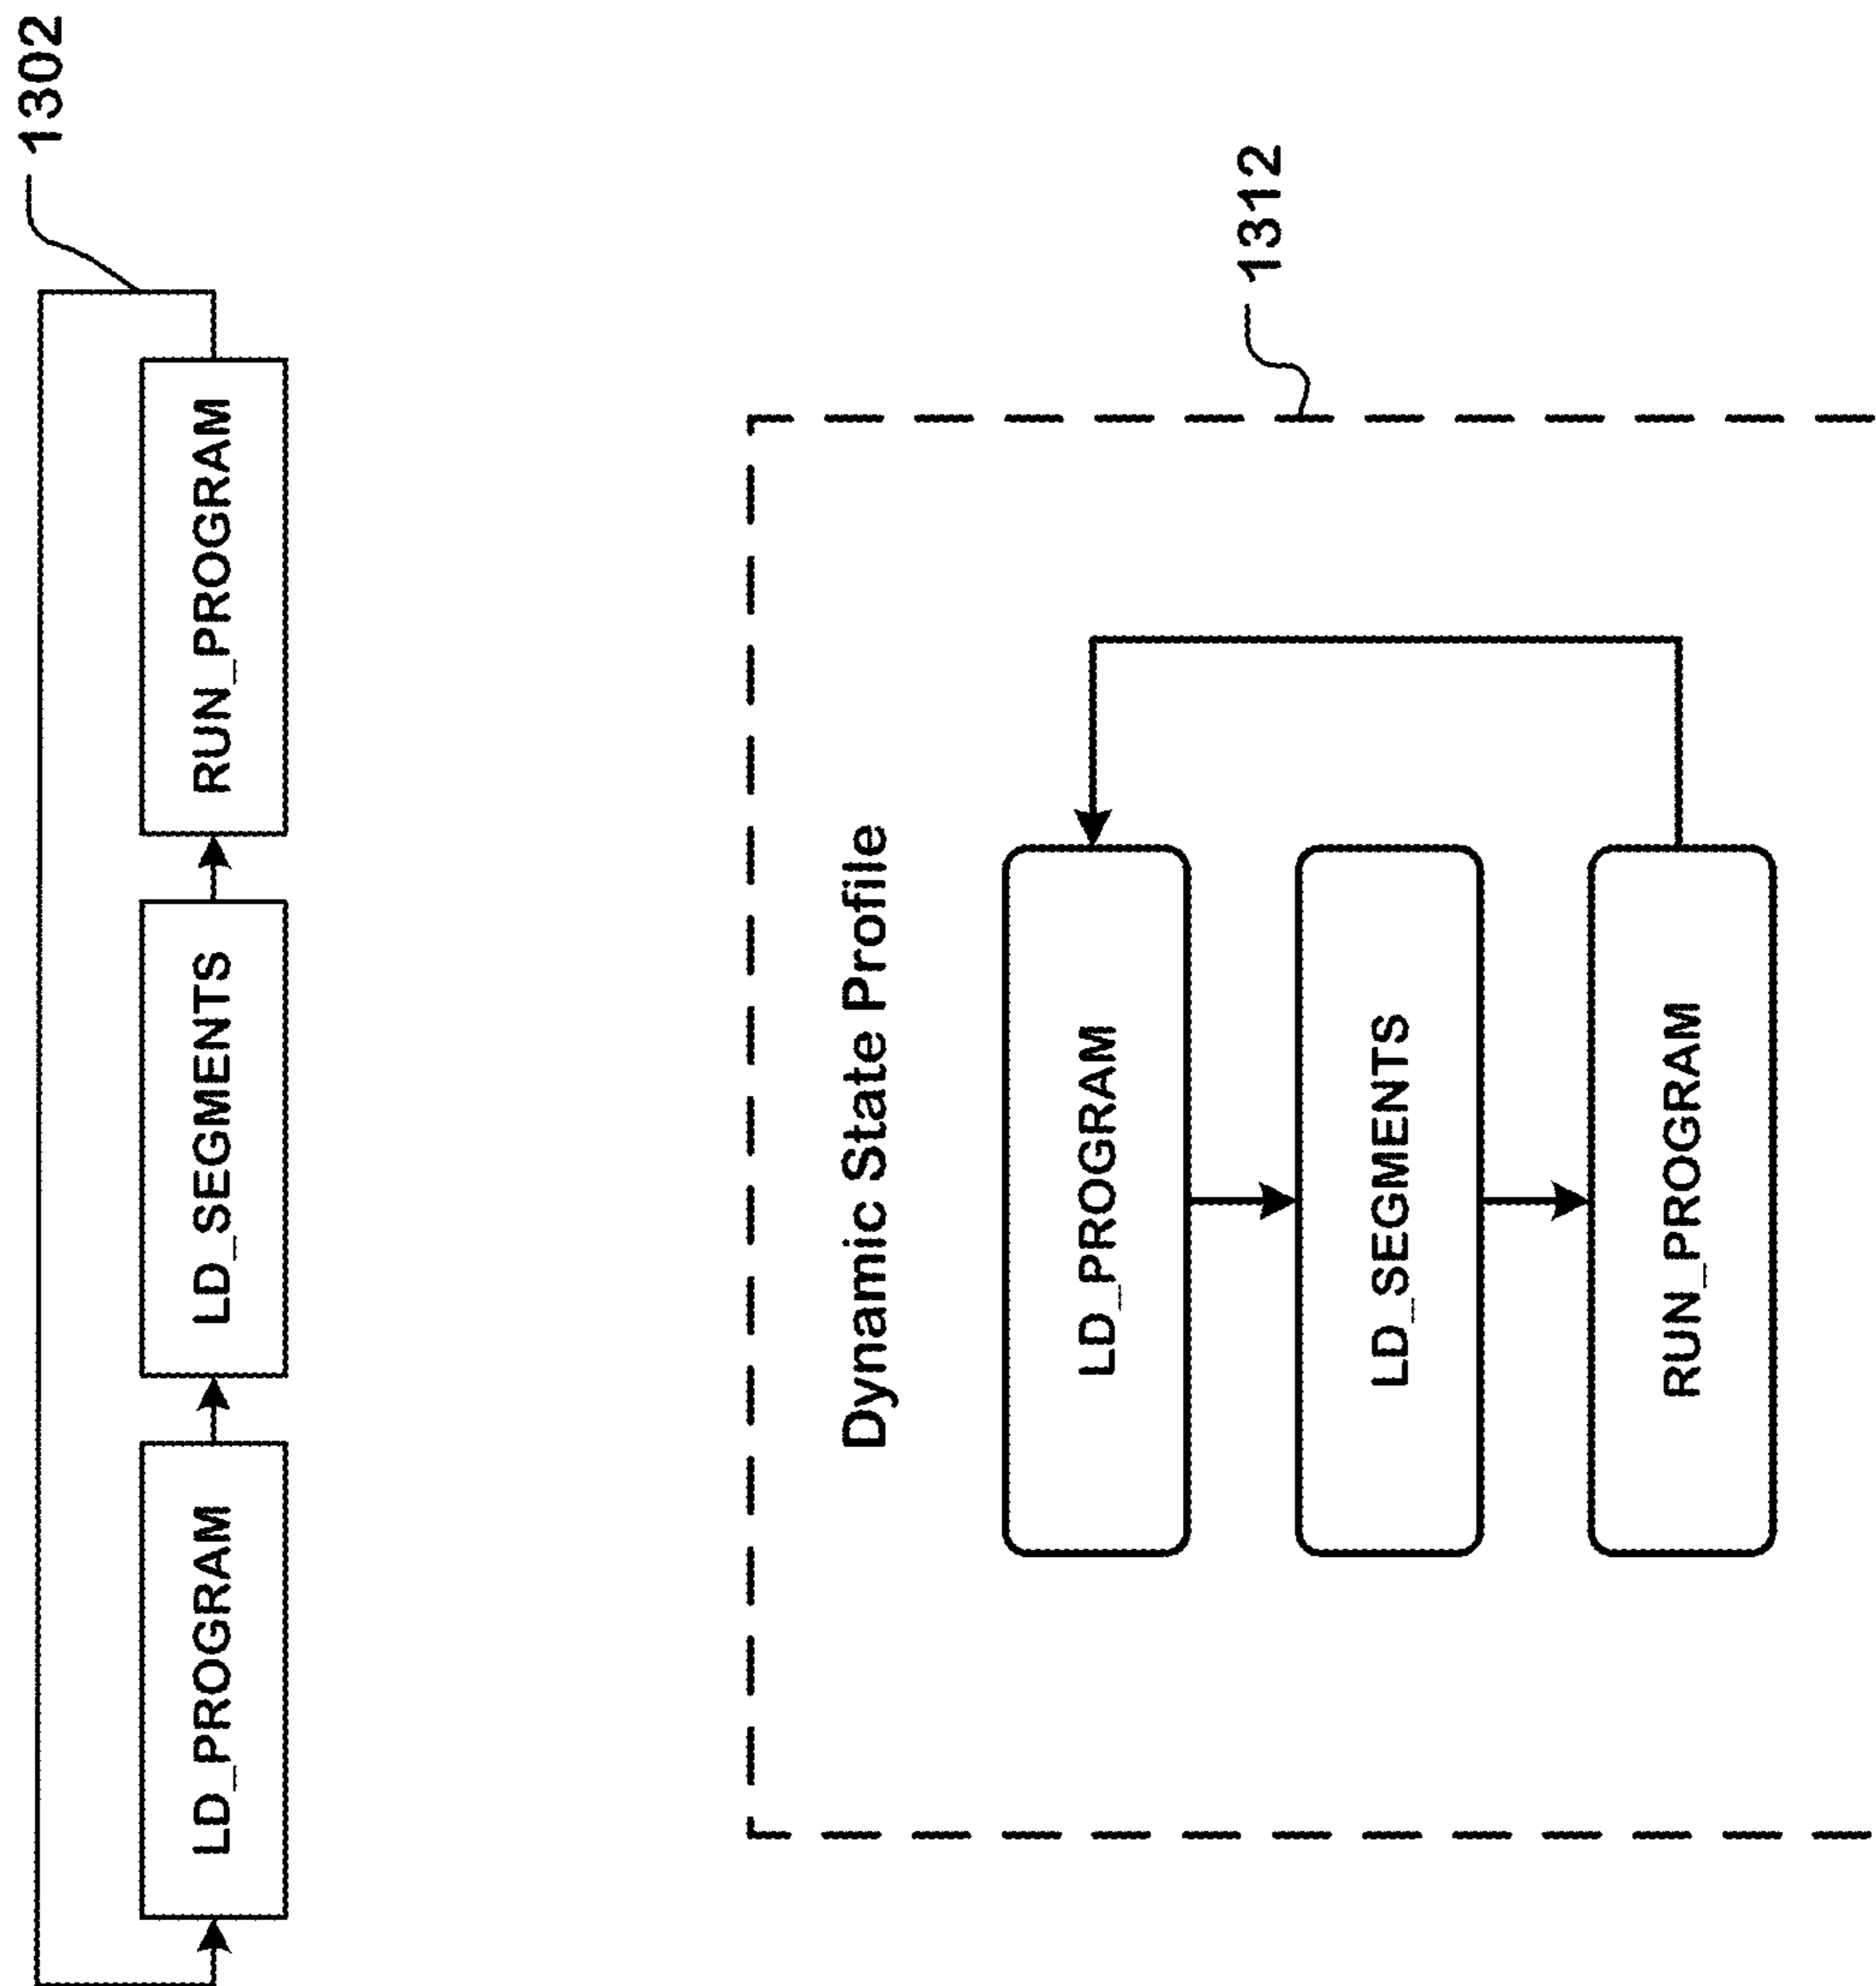 1302
LD_PROGRAM
LD_SEGMENTS
RUN_PROGRAM
1312
Dynamic State Profile
LD_PROGRAM
LD_SEGMENTS
RUN_PROGRAM